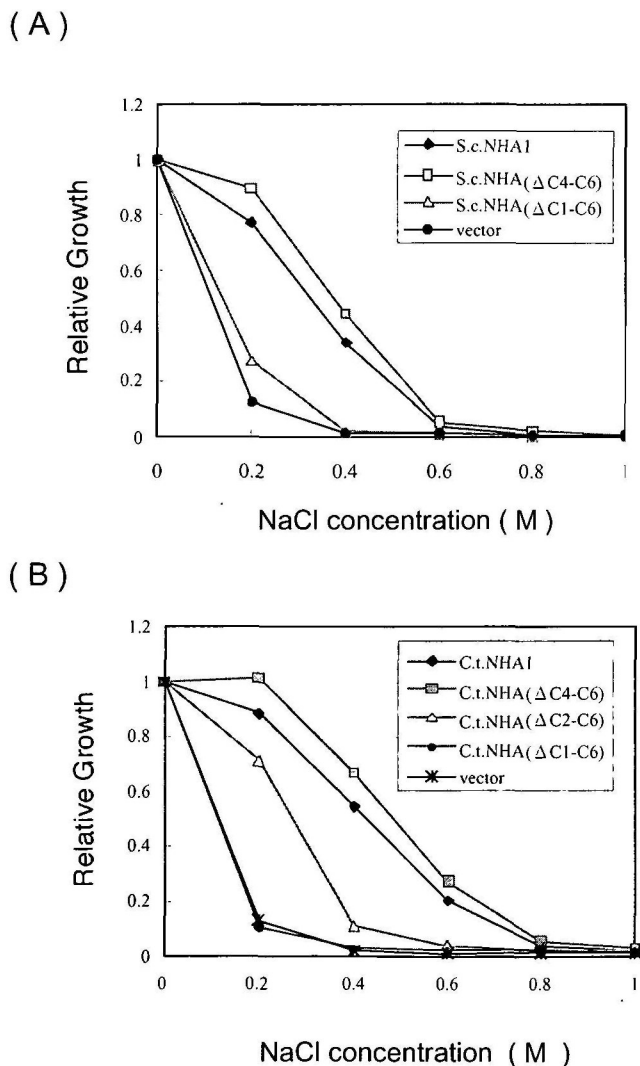 ( A )
1.2
1
0.8
0.6
0.4
0.2
0
Relative Growth
S.c.NHA1
S.c.NHA(ΔC4-C6)
S.c.NHA(ΔC1-C6)
vector
0 0.2 0.4 0.6 0.8 1
NaCl concentration ( M )
( B )
1.2
1
0.8
0.6
0.4
0.2
0
Relative Growth
C.t.NHA1
C.t.NHA(ΔC4-C6)
C.t.NHA(ΔC2-C6)
C.t.NHA(ΔC1-C6)
vector
0 0.2 0.4 0.6 0.8 1
NaCl concentration ( M )